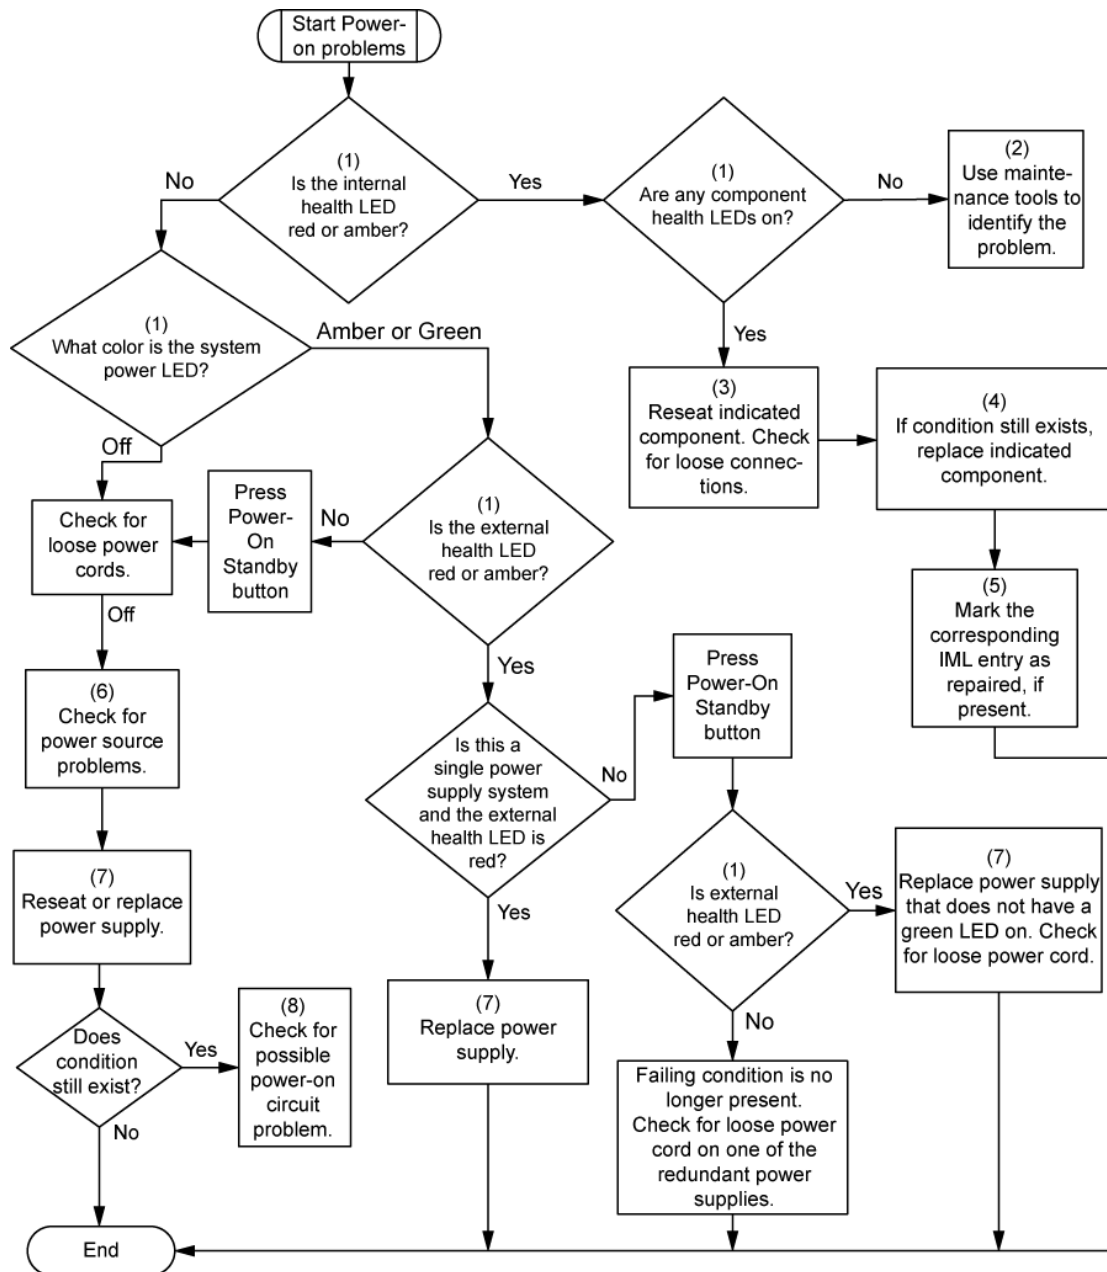 Start Power-
on problems
(1)
Is the internal
health LED
red or amber?
No
Yes
(1)
Are any component
health LEDs on?
No
(2)
Use mainte-
nance tools to
identify the
problem.
Yes
(3)
Reseat indicated
component. Check
for loose connec-
tions.
(4)
If condition still exists,
replace indicated
component.
(5)
Mark the
corresponding
IML entry as
repaired, if
present.
(1)
What color is the system
power LED?
Amber or Green
Off
Check for
loose power
cords.
Press
Power-
On
Standby
button
No
(1)
Is the external
health LED
red or amber?
Off
(6)
Check for
power source
problems.
Yes
Is this a
single power
supply system
and the external
health LED is
red?
No
Press
Power-On
Standby
button
(7)
Reseat or replace
power supply.
Yes
(1)
Is external
health LED
red or amber?
Yes
(7)
Replace power supply
that does not have a
green LED on. Check
for loose power cord.
(7)
Replace power
supply.
No
Failing condition is no
longer present.
Check for loose power
cord on one of the
redundant power
supplies.
Does
condition
still exist?
Yes
(8)
Check for
possible
power-on
circuit
problem.
No
End